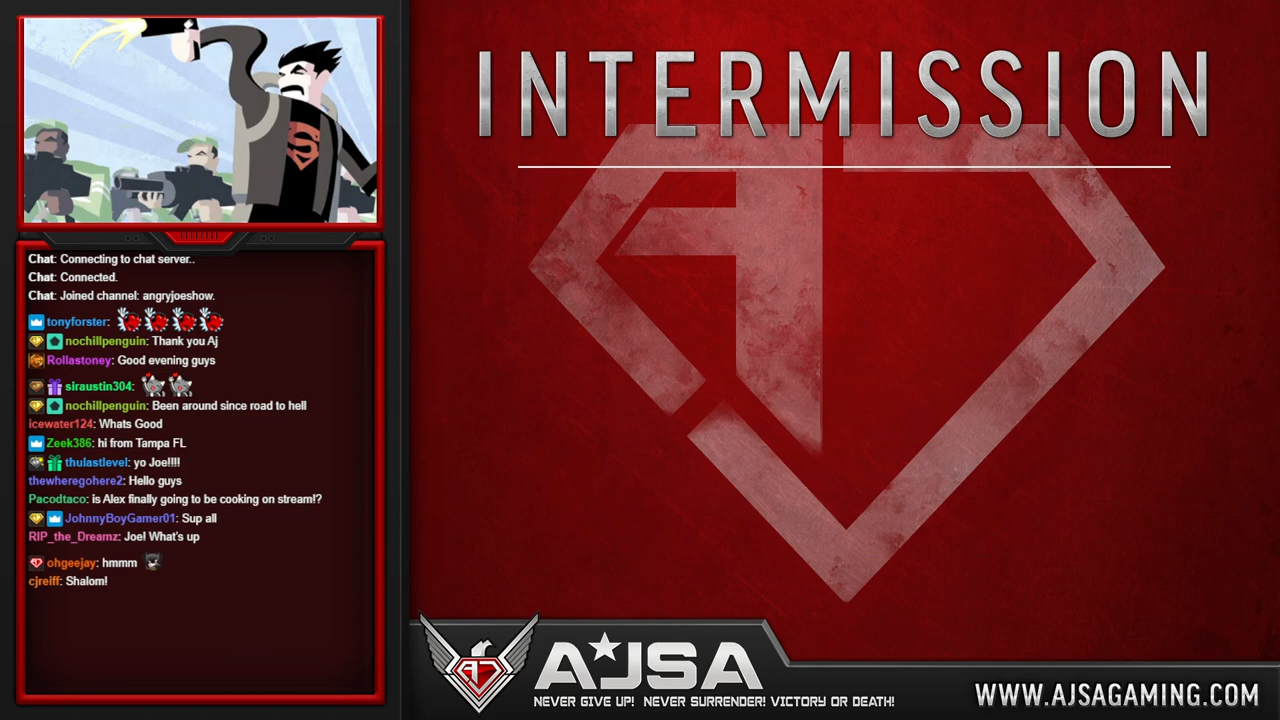 INTERMISSION
Chat: Connecting to chat server..
Chat: Connected.
Chat: Joined channel: angryjoeshow.
tonyforster:
nochillpenguin: Thank you Aj
Rollastoney: Good evening guys
siraustin304:
nochillpenguin: Been around since road to hell
icewater124: Whats Good
Zeek386: hi from Tampa FL
thulastlevel: yo Joe!!!!
thewheregohere2: Hello guys
Pacodtaco: is Alex finally going to be cooking on stream!?
JohnnyBoyGamer01: Sup all
RIP_the_Dreamz: Joe! What's up
ohgeejay: hmmm
cjreiff: Shalom!
A★JSA
NEVER GIVE UP! NEVER SURRENDER! VICTORY OR DEATH!
WWW.AJSAGAMING.COM